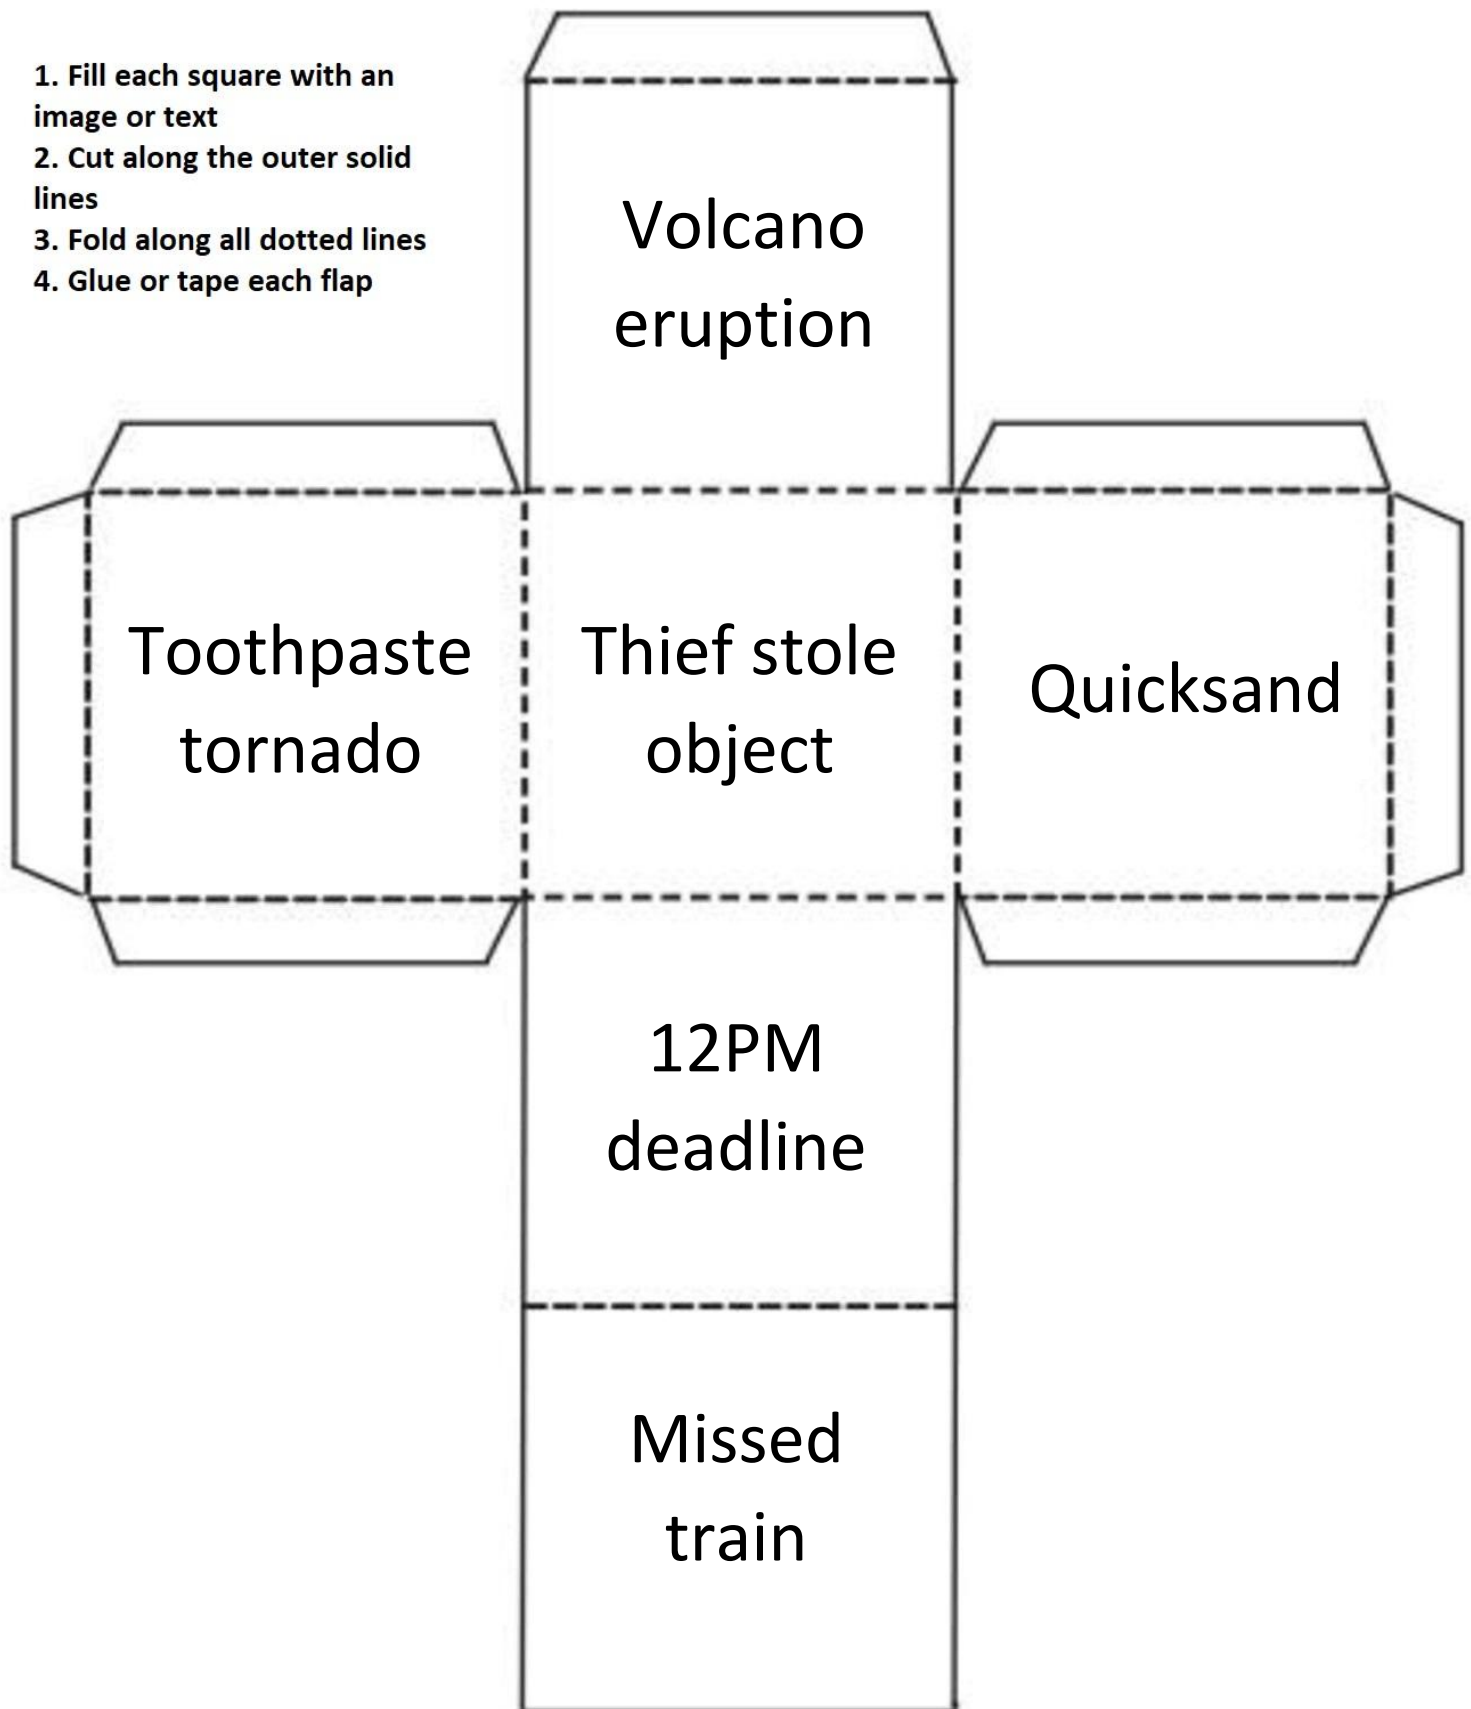 1. Fill each square with an
image or text
2. Cut along the outer solid
lines
3. Fold along all dotted lines
4. Glue or tape each flap
Volcano
eruption
Toothpaste
tornado
Thief stole
object
Quicksand
12PM
deadline
Missed
train